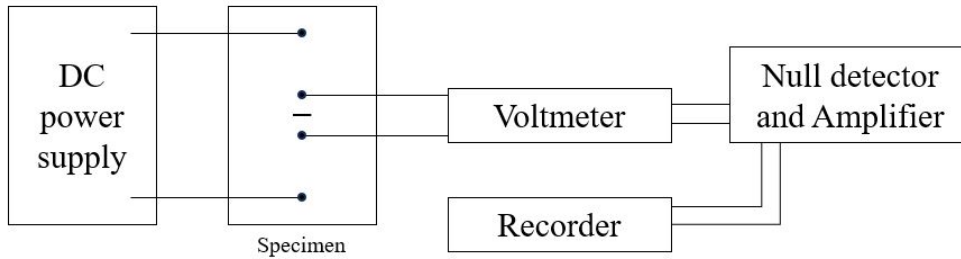 DC
power
supply
Specimen
Voltmeter
Null detector
and Amplifier
Recorder